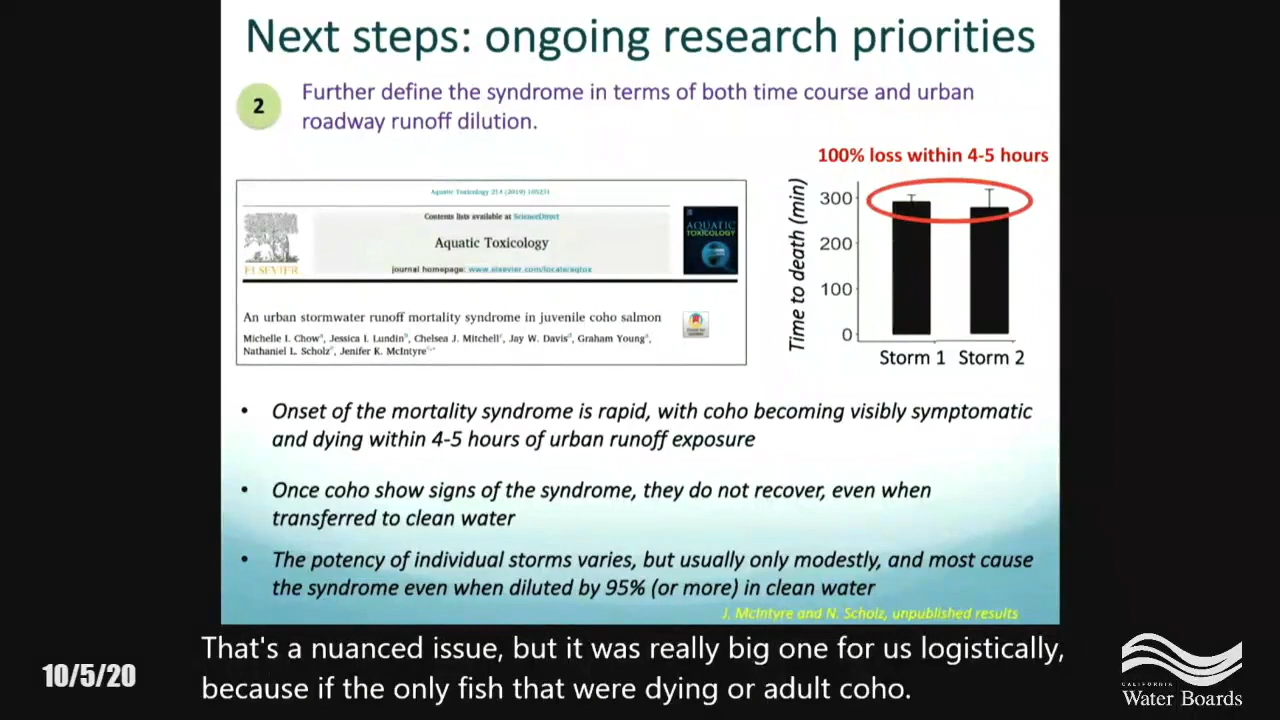 Next steps: ongoing research priorities
2
Further define the syndrome in terms of both time course and urban
roadway runoff dilution.
100% loss within 4-5 hours
Aquatic Toxicology 214 (2019) 105231
Contents lists available at ScienceDirect
Aquatic Toxicology
journal homepage: www.elsevier.com/locate/aqtox
ELSEVIER
AQUATIC
TOXICOLOGY
An urban stormwater runoff mortality syndrome in juvenile coho salmon
Michelle I. Chow, Jessica I. Lundin, Chelsea J. Mitchell, Jay W. Davis, Graham Young,
Nathaniel L. Scholz, Jenifer K. McIntyre
Time to death (min)
300
200
100
0
Storm 1 Storm 2
• Onset of the mortality syndrome is rapid, with coho becoming visibly symptomatic
and dying within 4-5 hours of urban runoff exposure
• Once coho show signs of the syndrome, they do not recover, even when
transferred to clean water
• The potency of individual storms varies, but usually only modestly, and most cause
the syndrome even when diluted by 95% (or more) in clean water
J. McIntyre and N. Scholz, unpublished results
That's a nuanced issue, but it was really big one for us logistically,
because if the only fish that were dying or adult coho.
10/5/20
CALIFORNIA
Water Boards